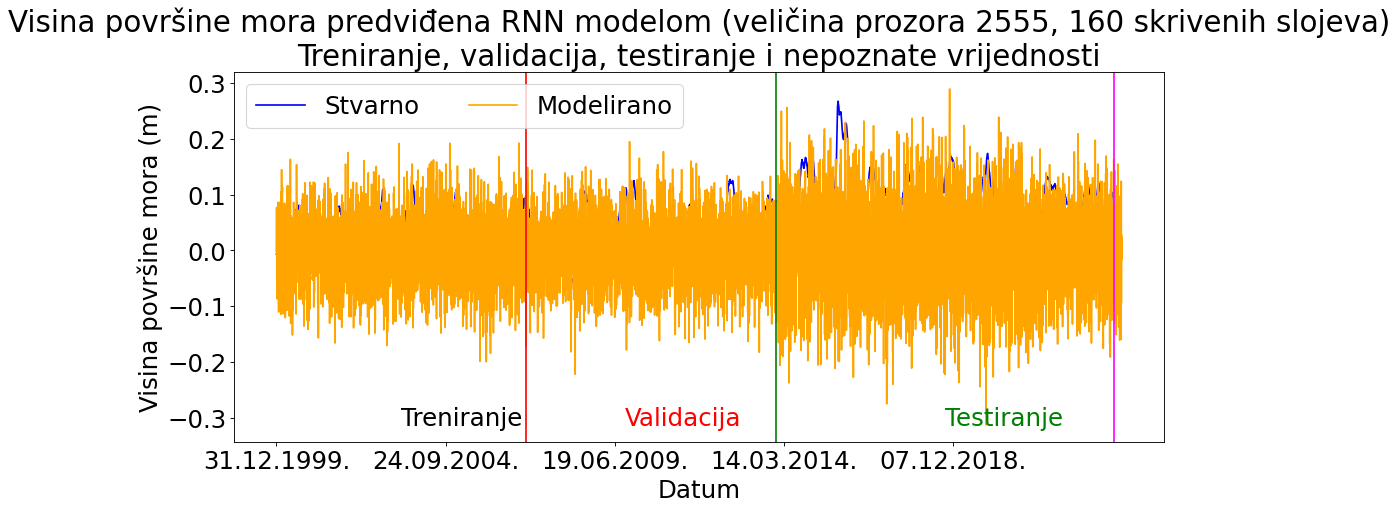 Visina površine mora predviđena RNN modelom (veličina prozora 2555, 160 skrivenih slojeva)
Treniranje, validacija, testiranje i nepoznate vrijednosti
Stvarno
Modelirano
Visina površine mora (m)
0.3
0.2
0.1
0.0
−0.1
−0.2
−0.3
Treniranje
Validacija
Testiranje
31.12.1999.
24.09.2004.
19.06.2009.
14.03.2014.
07.12.2018.
Datum